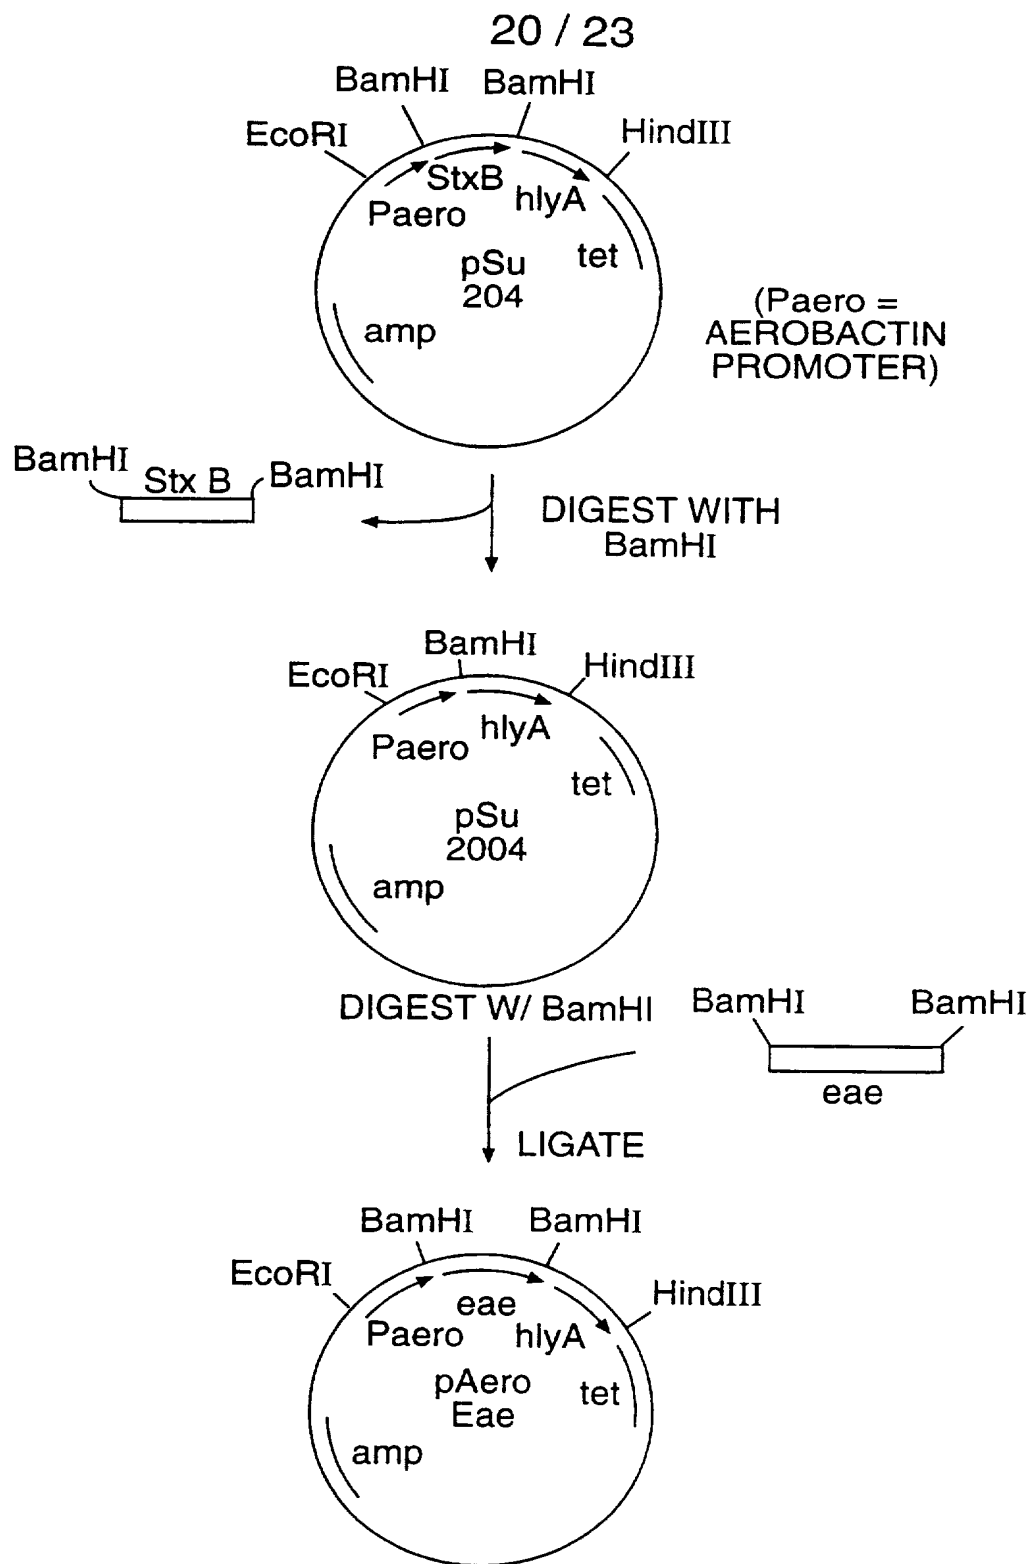 20 / 23
BamHI
BamHI
EcoRI
HindIII
StxB
Paero
hlyA
tet
pSu
204
amp
(Paero =
AEROBACTIN
PROMOTER)
BamHI
Stx B
BamHI
DIGEST WITH
BamHI
BamHI
EcoRI
HindIII
Paero
hlyA
tet
pSu
2004
amp
DIGEST W/ BamHI
BamHI
BamHI
eae
LIGATE
BamHI
BamHI
EcoRI
HindIII
eae
Paero
hlyA
tet
pAero
Eae
amp